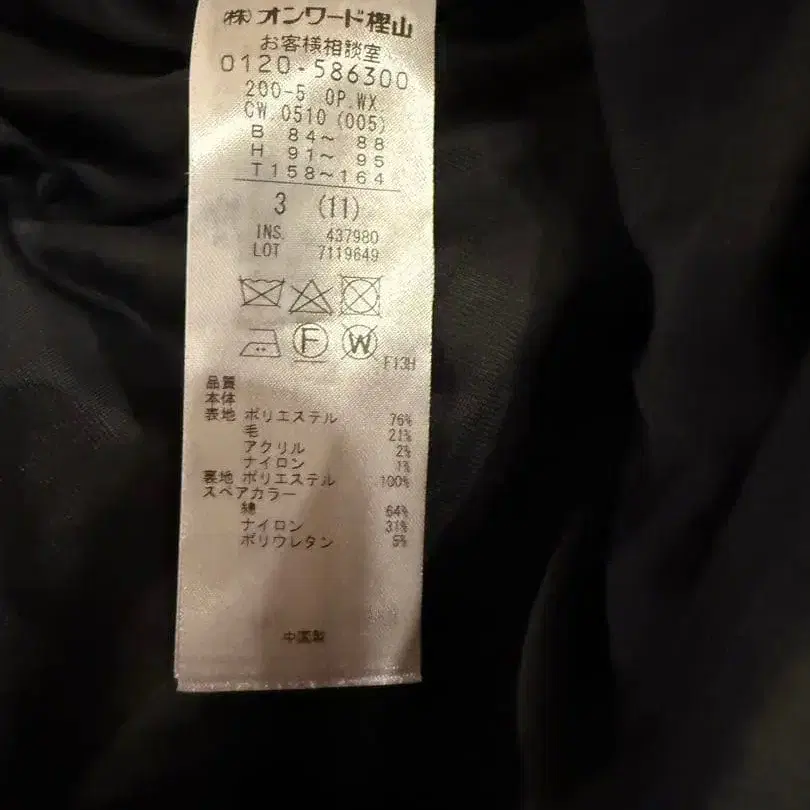 (株)オンワード樫山
お客様相談室
0120-586300
200-5 OP.WX.
CW.0510 (005)
B 84～ 88
H 91～ 95
T158～164
3 (11)
INS. 437980
LOT 7119649
F W
F13H
品質
本体
表地 ポリエステル 76%
毛 21%
アクリル 2%
ナイロン 1%
裏地 ポリエステル 100%
スペアカラー
綿 64%
ナイロン 31%
ポリウレタン 5%
中国製